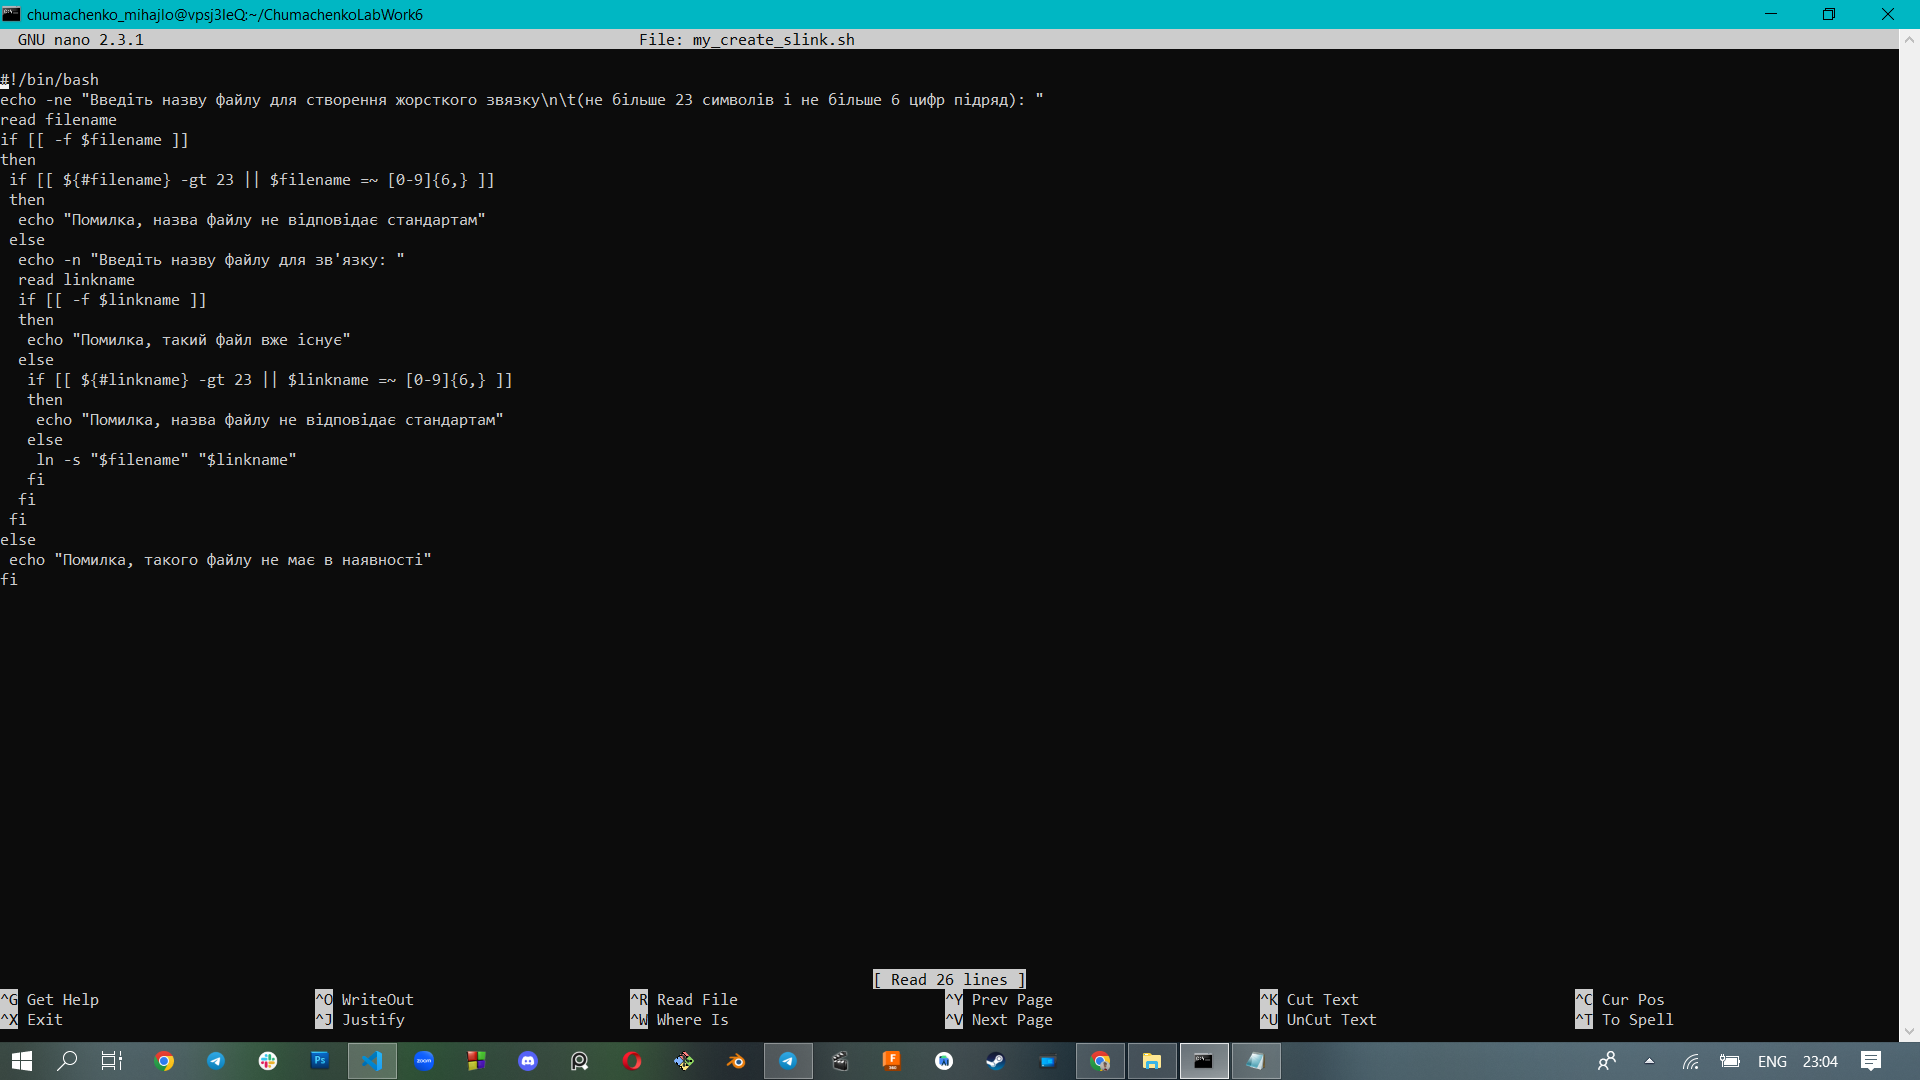 chumachenko_mihajlo@vpsj3leQ:~/ChumachenkoLabWork6
GNU nano 2.3.1 File: my_create_slink.sh
#!/bin/bash
echo -ne "Введіть назву файлу для створення жорсткого звязку\n\t(не більше 23 символів і не більше 6 цифр підряд): "
read filename
if [[ -f $filename ]]
then
 if [[ ${#filename} -gt 23 || $filename =~ [0-9]{6,} ]]
 then
  echo "Помилка, назва файлу не відповідає стандартам"
 else
  echo -n "Введіть назву файлу для зв'язку: "
  read linkname
  if [[ -f $linkname ]]
  then
   echo "Помилка, такий файл вже існує"
  else
   if [[ ${#linkname} -gt 23 || $linkname =~ [0-9]{6,} ]]
   then
    echo "Помилка, назва файлу не відповідає стандартам"
   else
    ln -s "$filename" "$linkname"
   fi
  fi
 fi
else
 echo "Помилка, такого файлу не має в наявності"
fi
[ Read 26 lines ]
^G Get Help ^O WriteOut ^R Read File ^Y Prev Page ^K Cut Text ^C Cur Pos
^X Exit ^J Justify ^W Where Is ^V Next Page ^U UnCut Text ^T To Spell
Ps zoom F AI ENG 23:04